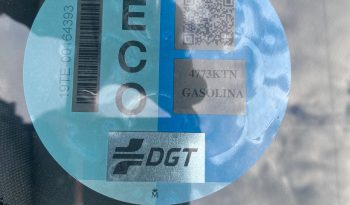 19TE 00164393
ECO
4773KTN
GASOLINA
DGT